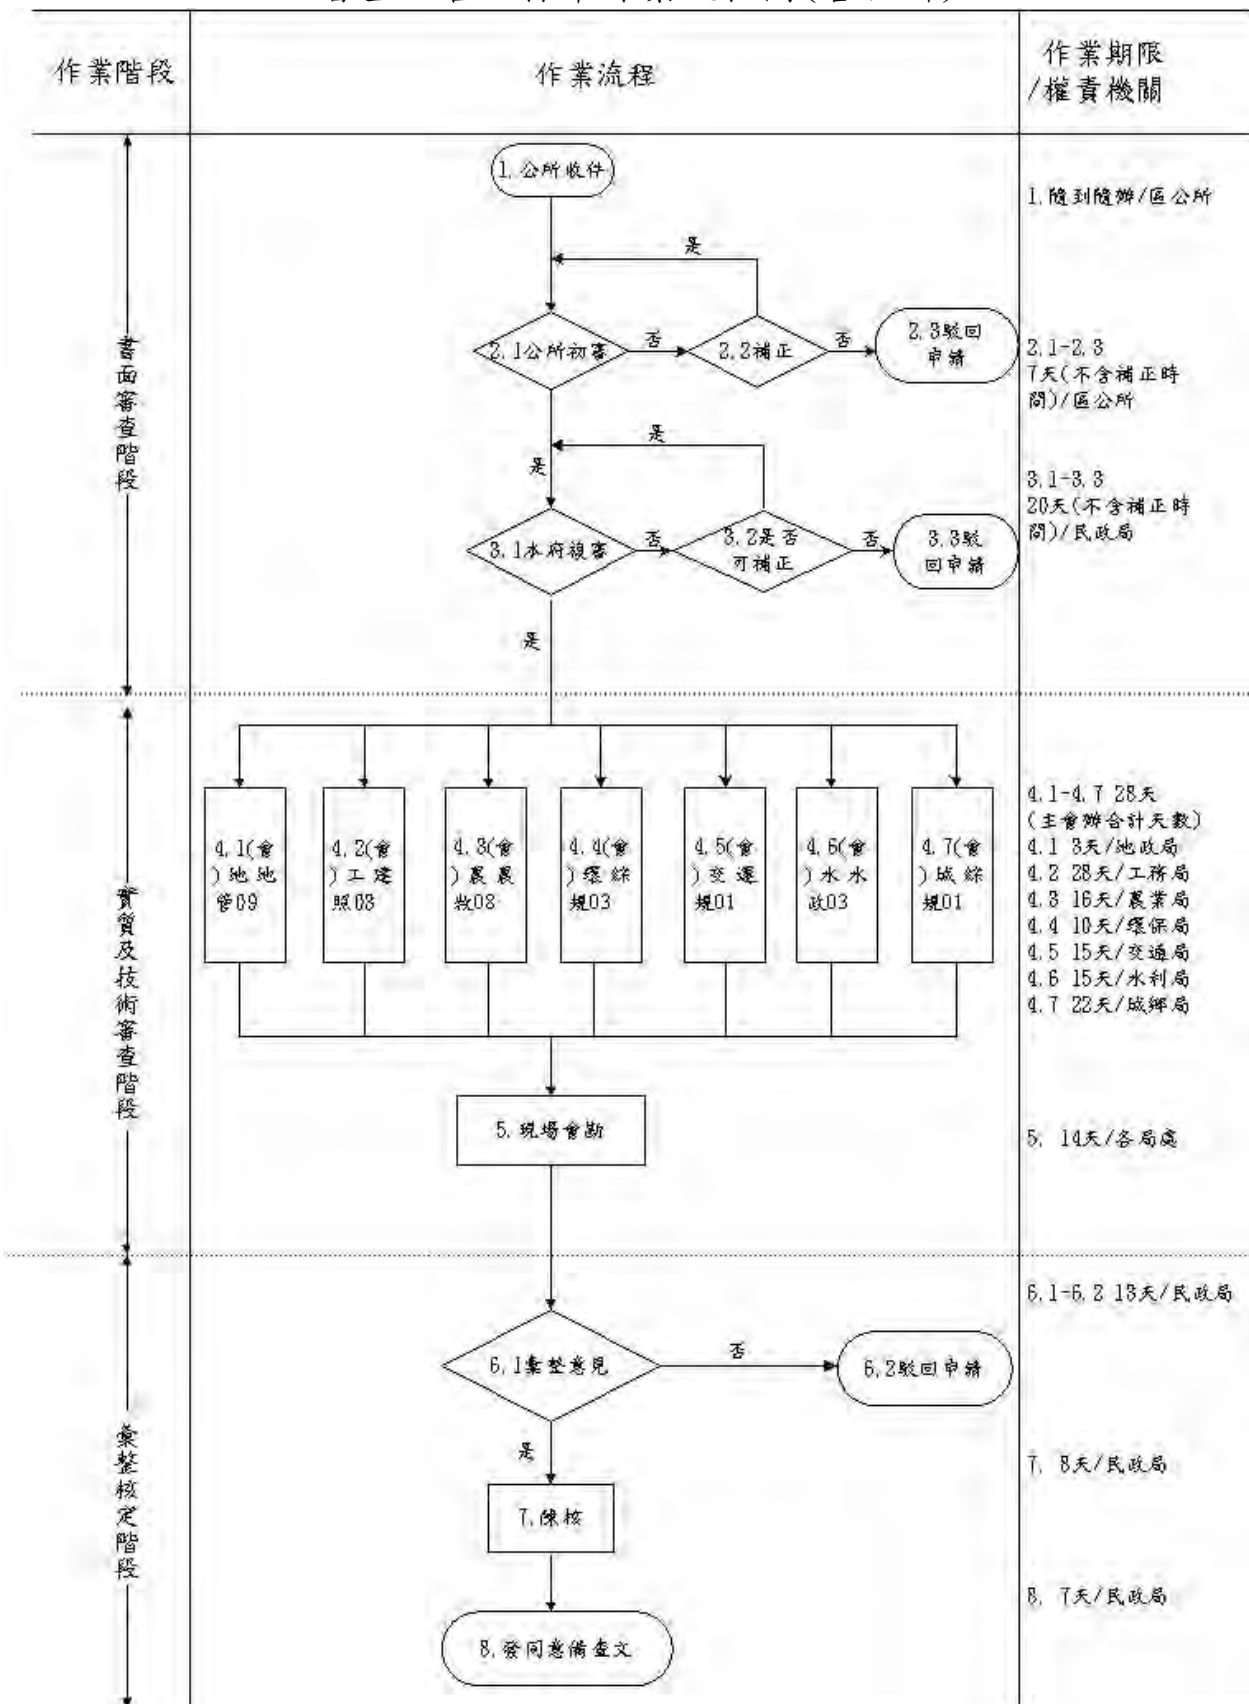 作業階段
作業流程
作業期限
/權責機關
書面審查階段
1.公所收件
1.隨到隨辦/區公所
是
2.1公所初審
否
2.2補正
否
2.3駁回
申請
2.1-2.3
7天(不含補正時
間)/區公所
是
是
3.1本府複審
否
3.2是否
可補正
否
3.3駁
回申請
3.1-3.3
20天(不含補正時
間)/民政局
是
實質及技術審查階段
4.1(會
)地地
管09
4.2(會
)工建
照03
4.3(會
)農農
牧08
4.4(會
)環綜
規03
4.5(會
)交運
規01
4.6(會
)水水
政03
4.7(會
)城綜
規01
4.1-4.7 28天
(主會辦合計天數)
4.1 3天/地政局
4.2 28天/工務局
4.3 16天/農業局
4.4 10天/環保局
4.5 15天/交通局
4.6 15天/水利局
4.7 22天/城鄉局
5.現場會勘
5. 14天/各局處
彙整核定階段
6.1-6.2 13天/民政局
6.1彙整意見
否
6.2駁回申請
是
7.陳核
7. 8天/民政局
8.發同意備查文
8. 7天/民政局